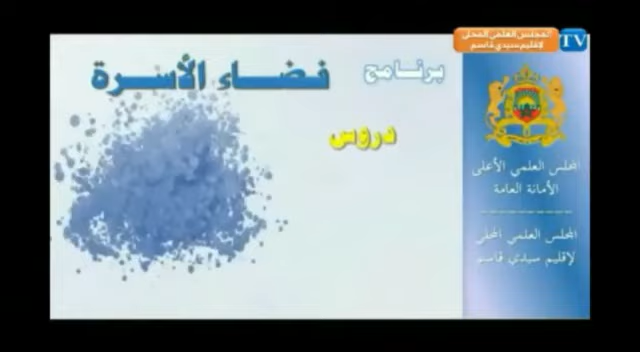 المجلس العلمي المحلي
لإقليم سيدي قاسم
TV
برنامج
فضاء الأسرة
دروس
المجلس العلمي الأعلى
الأمانة العامة
المجلس العلمي المحلي
لإقليم سيدي قاسم